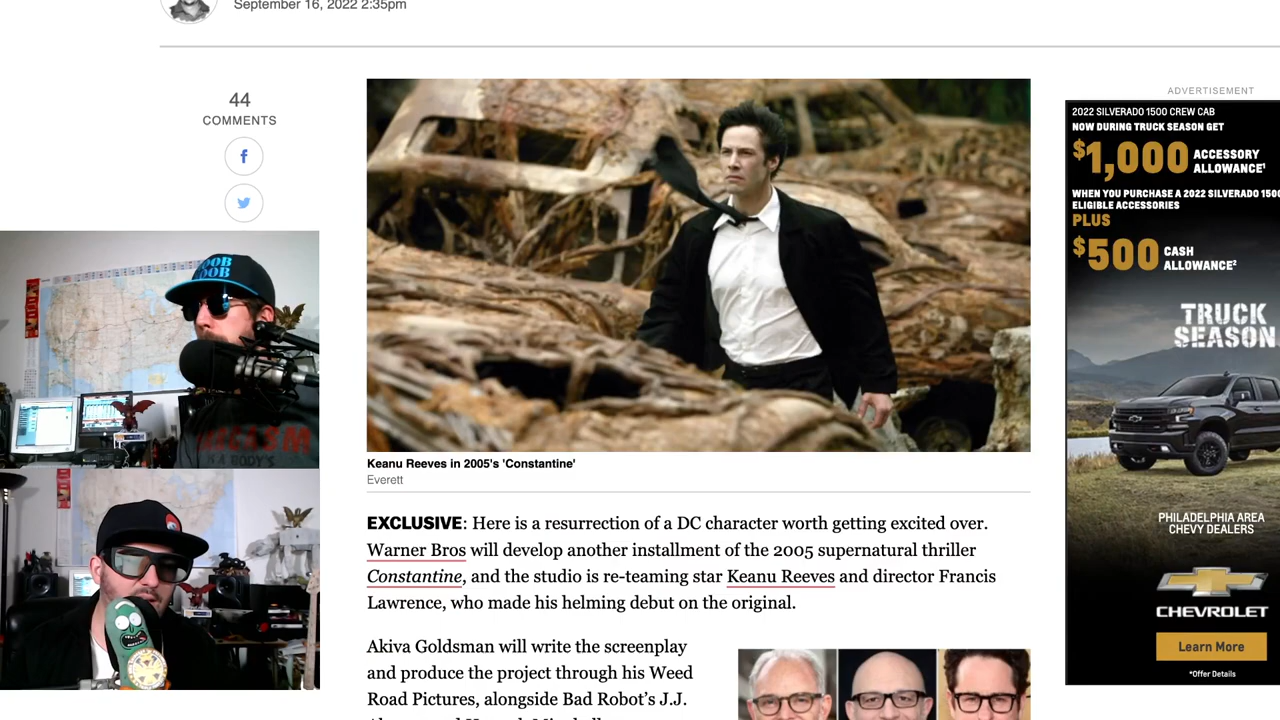 September 16, 2022 2:35pm
44
COMMENTS
Keanu Reeves in 2005's 'Constantine'
Everett
EXCLUSIVE: Here is a resurrection of a DC character worth getting excited over.
Warner Bros will develop another installment of the 2005 supernatural thriller
Constantine, and the studio is re-teaming star Keanu Reeves and director Francis
Lawrence, who made his helming debut on the original.
Akiva Goldsman will write the screenplay
and produce the project through his Weed
Road Pictures, alongside Bad Robot’s J.J.
ADVERTISEMENT
2022 SILVERADO 1500 CREW CAB
NOW DURING TRUCK SEASON GET
$1,000 ACCESSORY
ALLOWANCE¹
WHEN YOU PURCHASE A 2022 SILVERADO 1500
ELIGIBLE ACCESSORIES
PLUS
$500 CASH
ALLOWANCE²
TRUCK
SEASON
PHILADELPHIA AREA
CHEVY DEALERS
CHEVROLET
Learn More
*Offer Details